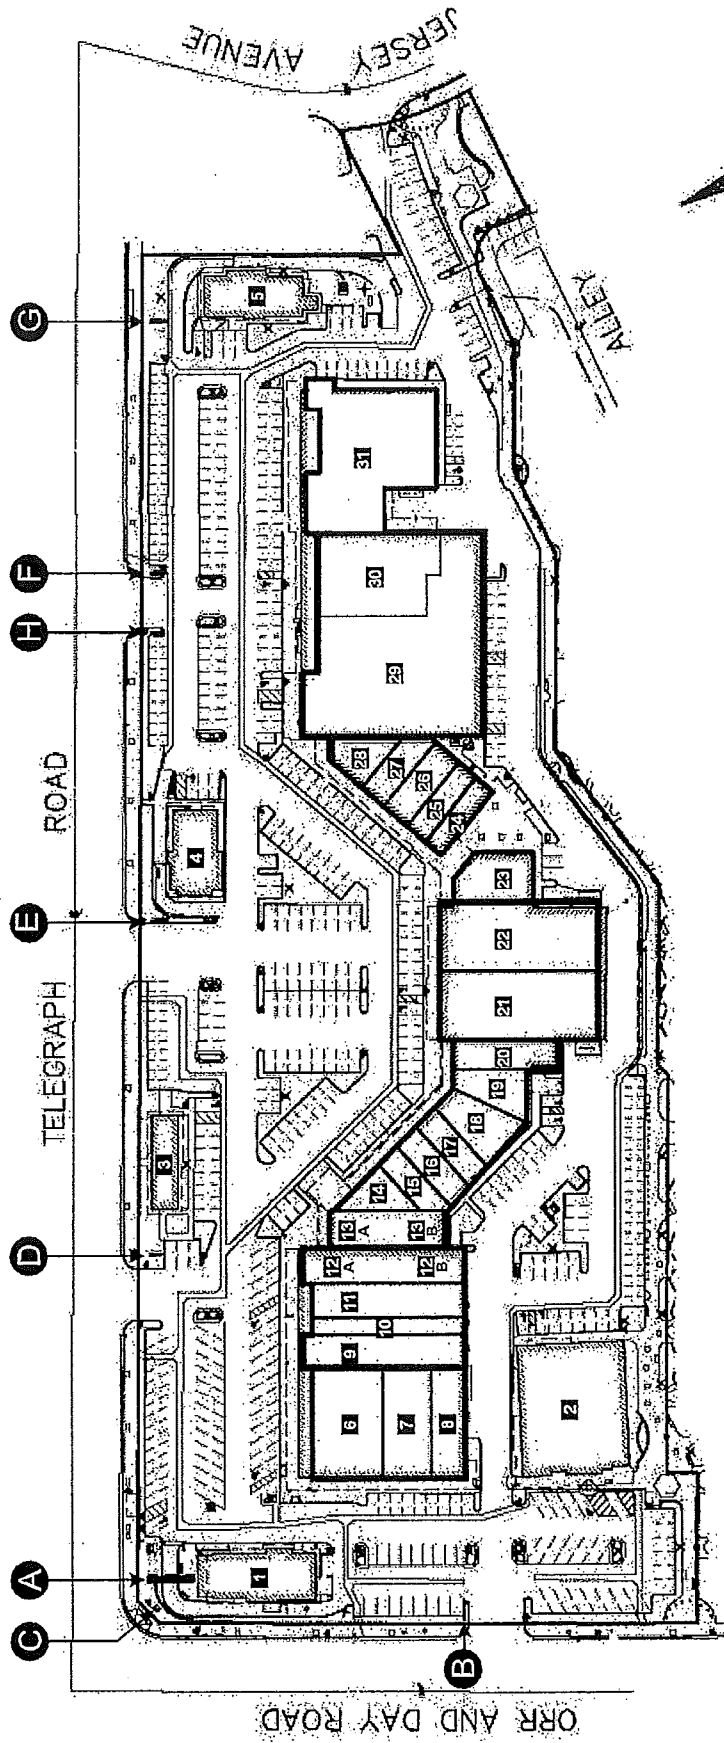 C A D E H F G
TELEGRAPH ROAD
JERSEY AVENUE
ORR AND DAY ROAD
B
ALLEY
1
2
3
4
5
6
7
8
9
10
11
12 A
12 B
13 A
13 B
14
15
16
17
18
19
20
21
22
23
24
25
26
27
28
29
30
31